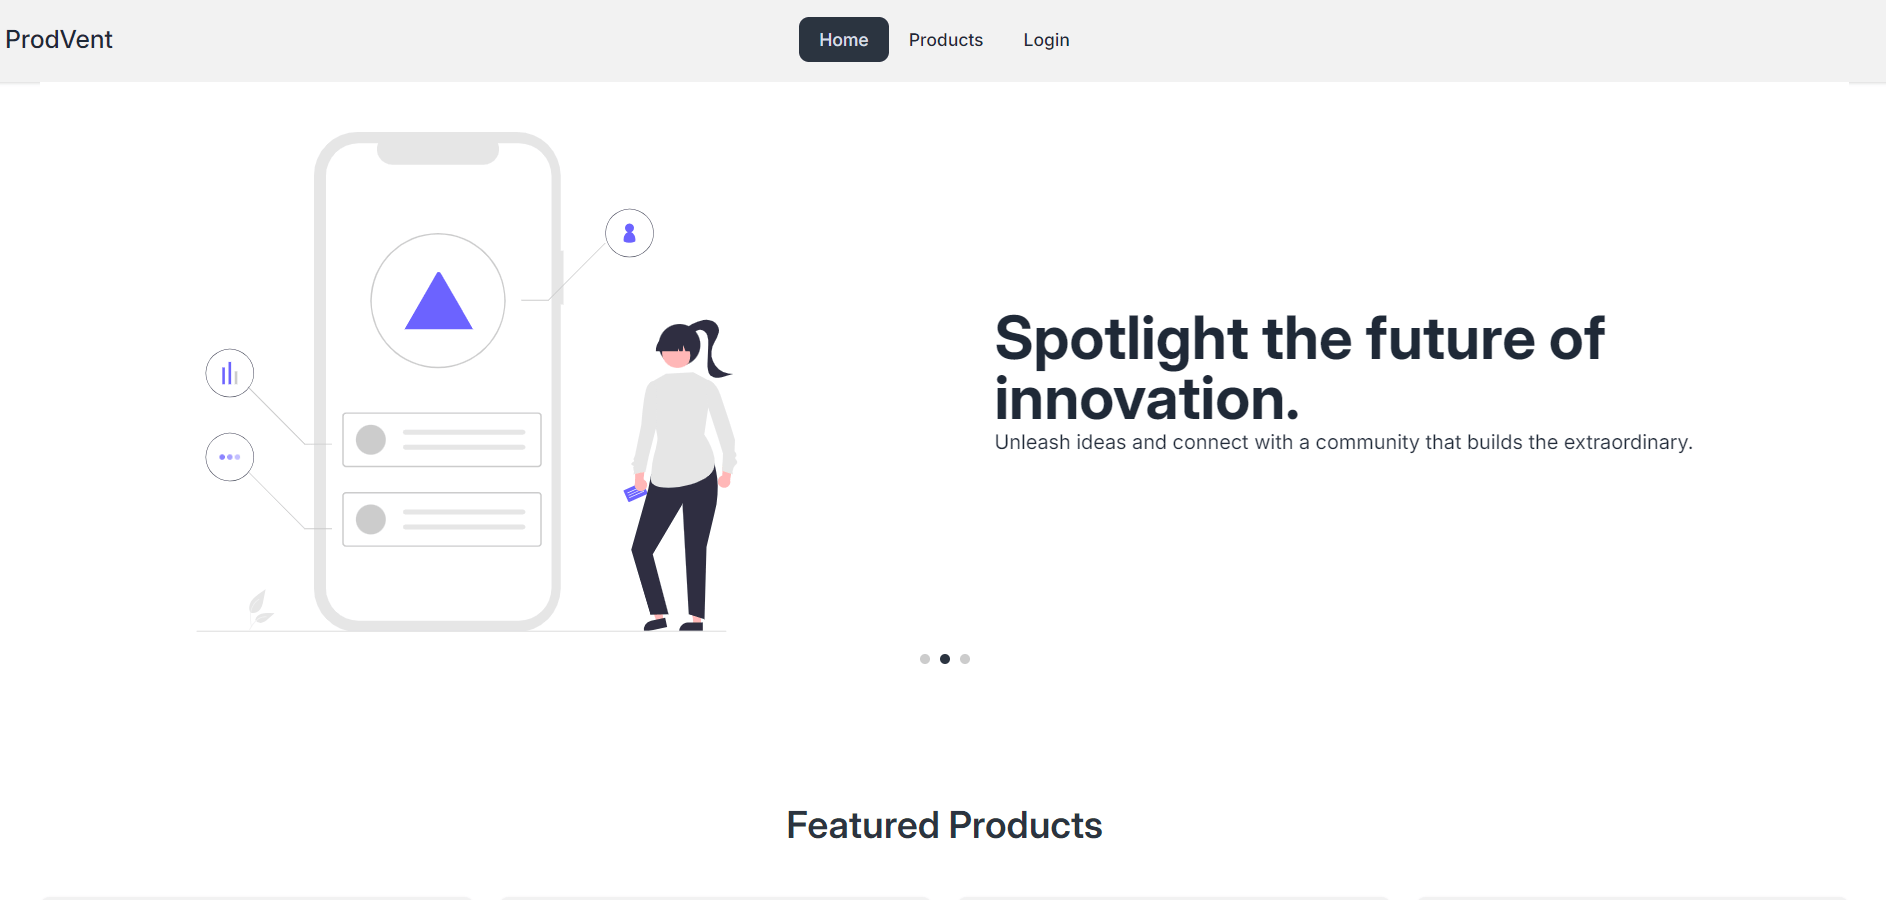 ProdVent
Home
Products
Login
Spotlight the future of
innovation.
Unleash ideas and connect with a community that builds the extraordinary.
Featured Products